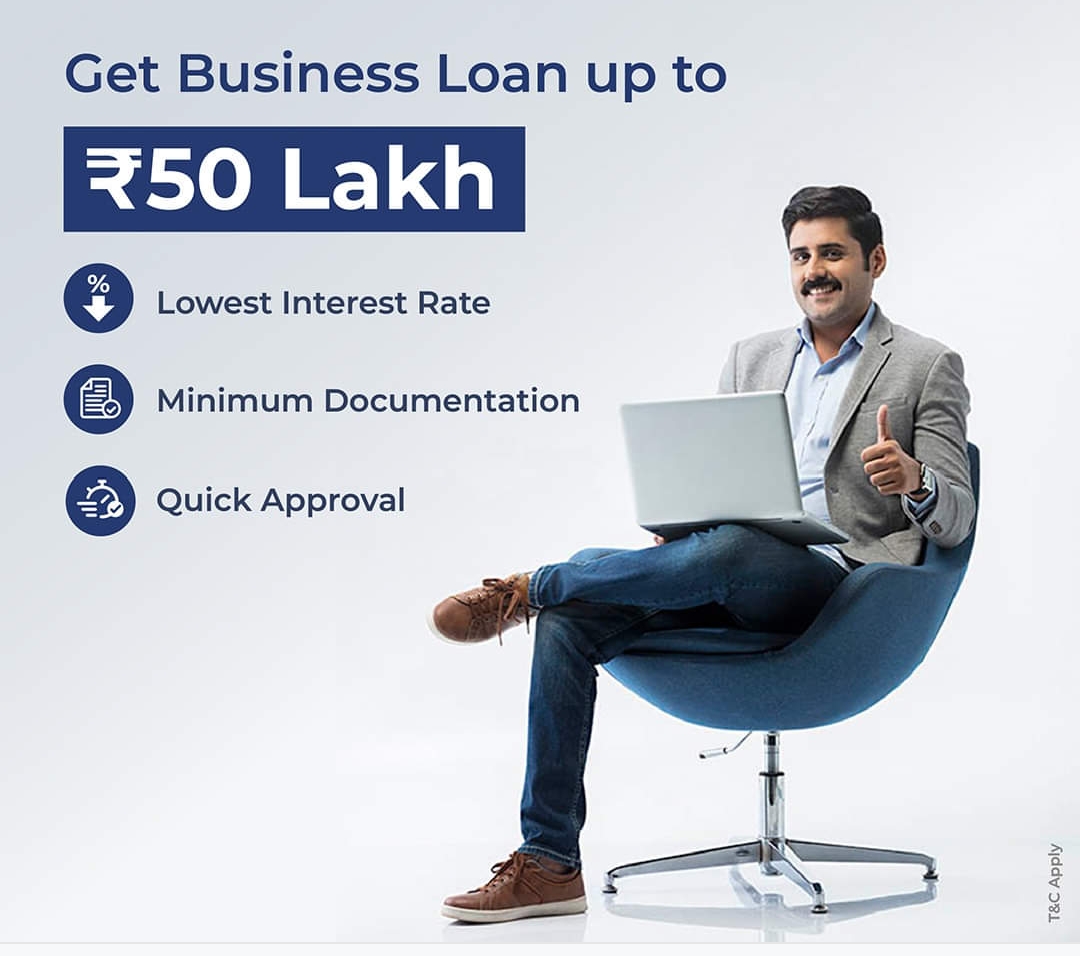 Get Business Loan up to
₹50 Lakh
%
Lowest Interest Rate
Minimum Documentation
Quick Approval
T&C Apply